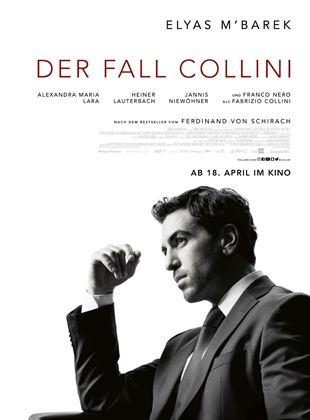 ELYAS M'BAREK
DER FALL COLLINI
ALEXANDRA MARIA LARA
HEINER LAUTERBACH
JANNIS NIEWÖHNER
UND FRANCO NERO ALS FABRIZIO COLLINI
NACH DEM BESTSELLER VON FERDINAND VON SCHIRACH
AB 18. APRIL IM KINO